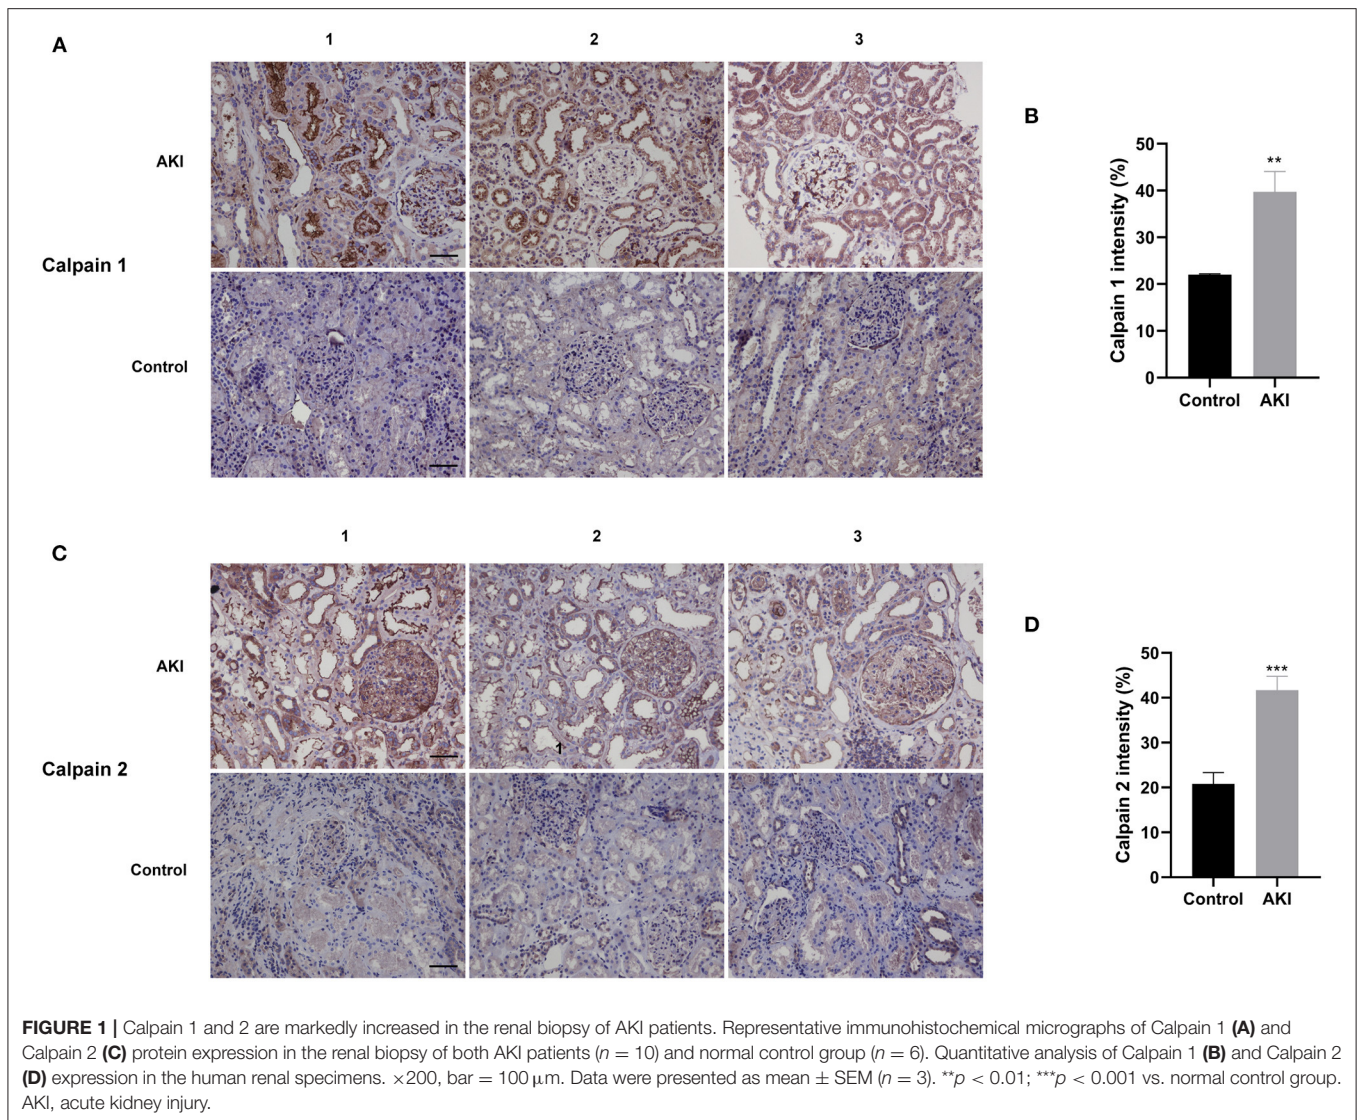 A
1
2
3
AKI
Calpain 1
Control
B
Calpain 1 intensity (%)
50
40
30
20
10
0
**
Control
AKI
C
1
2
3
AKI
1
Calpain 2
Control
D
Calpain 2 intensity (%)
50
40
30
20
10
0
***
Control
AKI
FIGURE 1 | Calpain 1 and 2 are markedly increased in the renal biopsy of AKI patients. Representative immunohistochemical micrographs of Calpain 1 (A) and
Calpain 2 (C) protein expression in the renal biopsy of both AKI patients (n = 10) and normal control group (n = 6). Quantitative analysis of Calpain 1 (B) and Calpain 2
(D) expression in the human renal specimens. ×200, bar = 100 μm. Data were presented as mean ± SEM (n = 3). **p < 0.01; ***p < 0.001 vs. normal control group.
AKI, acute kidney injury.